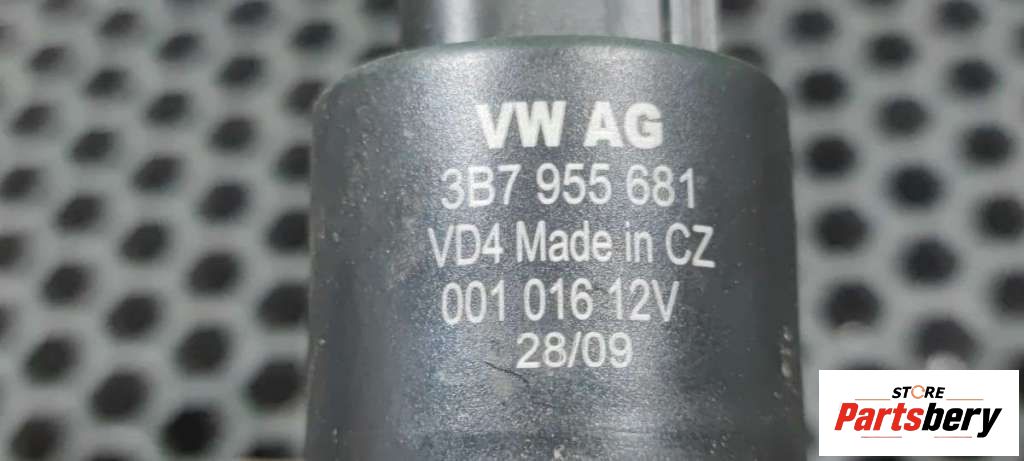 VW AG
3B7 955 681
VD4 Made in CZ
001 016 12V
28/09
STORE
Partsbery